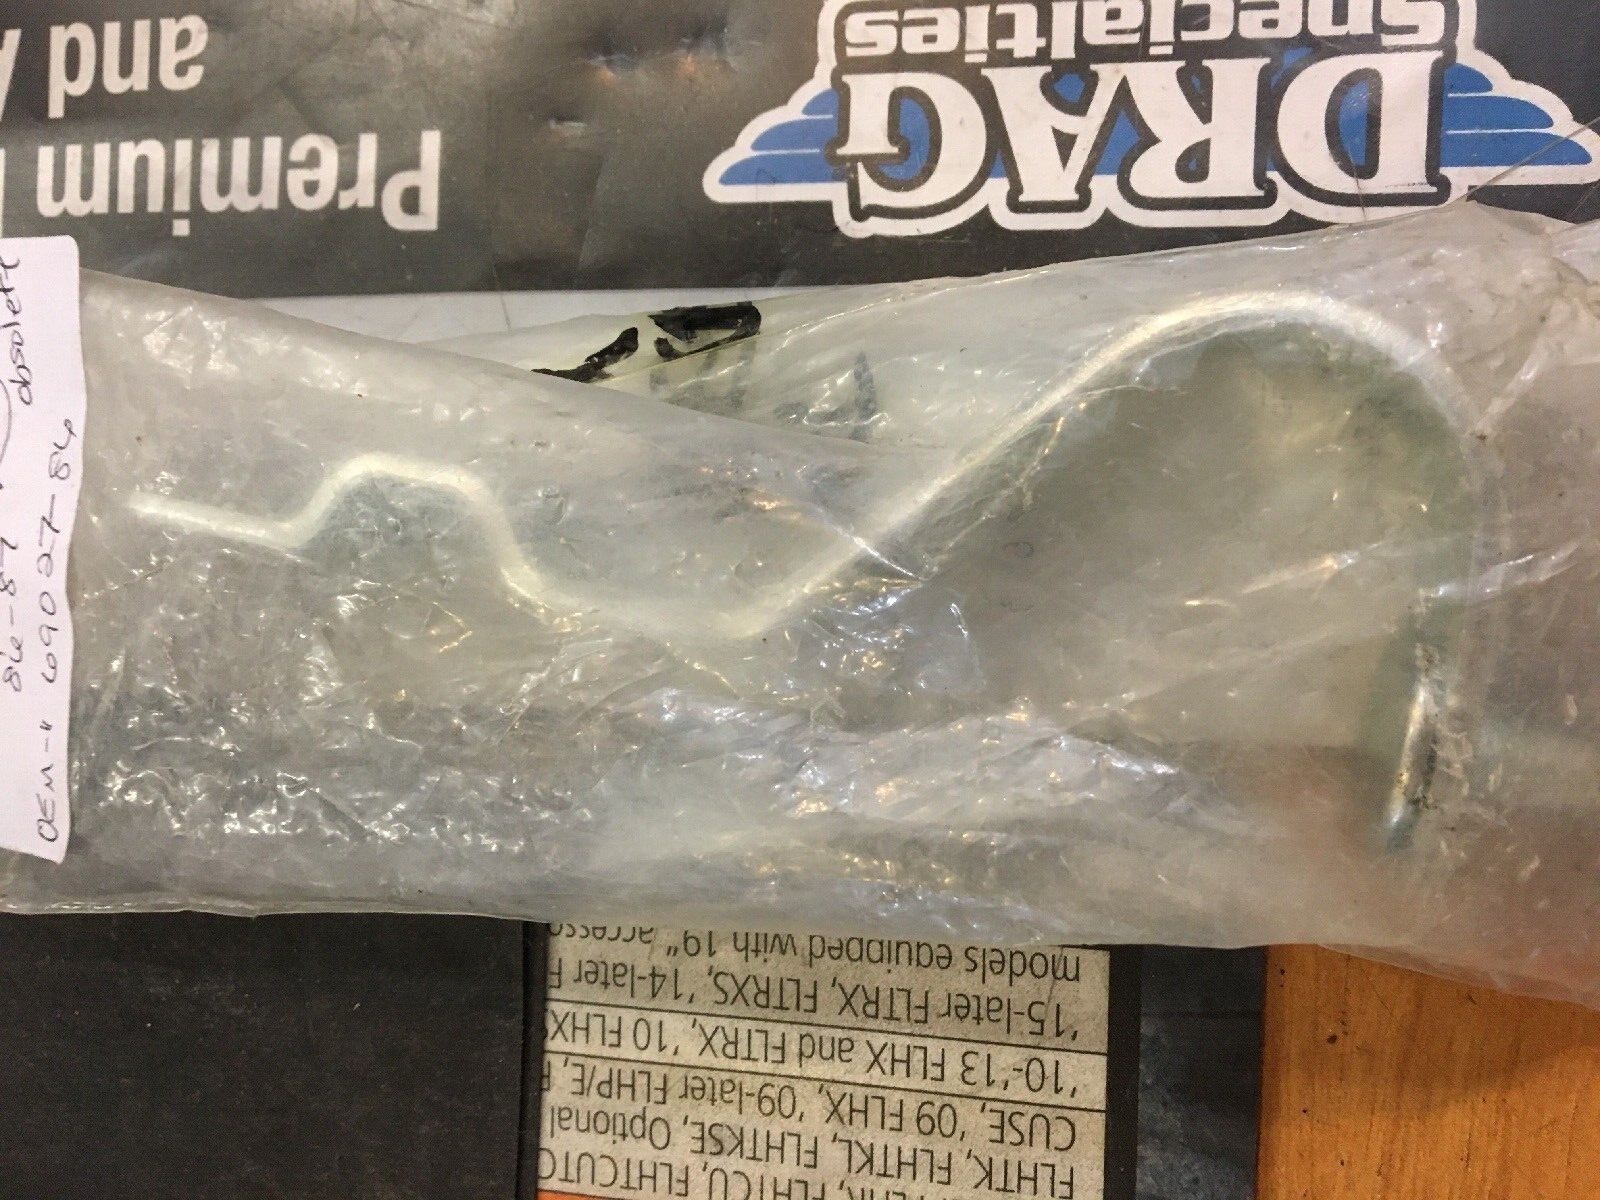 DRAG
Specialties
Premium
and
obsolete
86-87
OEM-" 69027-86
FLHTCU, FLHTCUTC
FLHTK, FLHTKL, FLHTKSE, Optional
CUSE, '09 FLHX, '09-later FLHP/E,
'10-'13 FLHX and FLTRX, '10 FLHX
'15-later FLTRX, FLTRXS, '14-later F
models equipped with 19" accesso